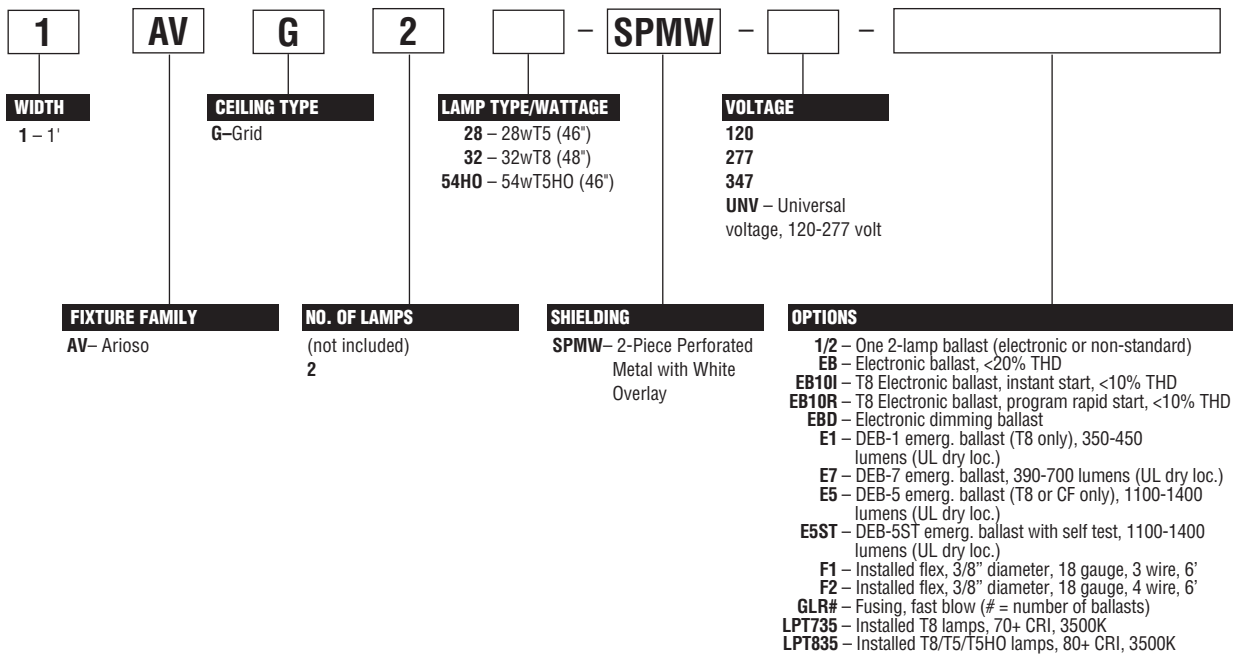 1 AV G 2 – SPMW – –
WIDTH
1 – 1'
CEILING TYPE
G–Grid
LAMP TYPE/WATTAGE
28 – 28wT5 (46")
32 – 32wT8 (48")
54HO – 54wT5HO (46")
VOLTAGE
120
277
347
UNV – Universal
voltage, 120-277 volt
FIXTURE FAMILY
AV– Arioso
NO. OF LAMPS
(not included)
2
SHIELDING
SPMW– 2-Piece Perforated
Metal with White
Overlay
OPTIONS
1/2 – One 2-lamp ballast (electronic or non-standard)
EB – Electronic ballast, <20% THD
EB10I – T8 Electronic ballast, instant start, <10% THD
EB10R – T8 Electronic ballast, program rapid start, <10% THD
EBD – Electronic dimming ballast
E1 – DEB-1 emerg. ballast (T8 only), 350-450
lumens (UL dry loc.)
E7 – DEB-7 emerg. ballast, 390-700 lumens (UL dry loc.)
E5 – DEB-5 emerg. ballast (T8 or CF only), 1100-1400
lumens (UL dry loc.)
E5ST – DEB-5ST emerg. ballast with self test, 1100-1400
lumens (UL dry loc.)
F1 – Installed flex, 3/8” diameter, 18 gauge, 3 wire, 6’
F2 – Installed flex, 3/8” diameter, 18 gauge, 4 wire, 6’
GLR# – Fusing, fast blow (# = number of ballasts)
LPT735 – Installed T8 lamps, 70+ CRI, 3500K
LPT835 – Installed T8/T5/T5HO lamps, 80+ CRI, 3500K